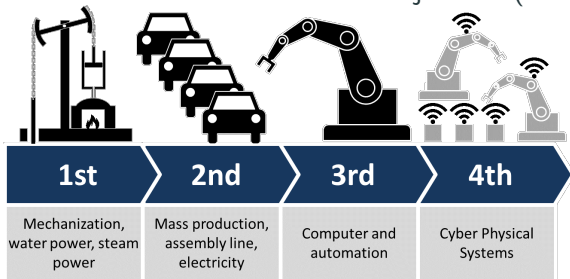 1st
2nd
3rd
4th
Mechanization,
water power, steam
power
Mass production,
assembly line,
electricity
Computer and
automation
Cyber Physical
Systems